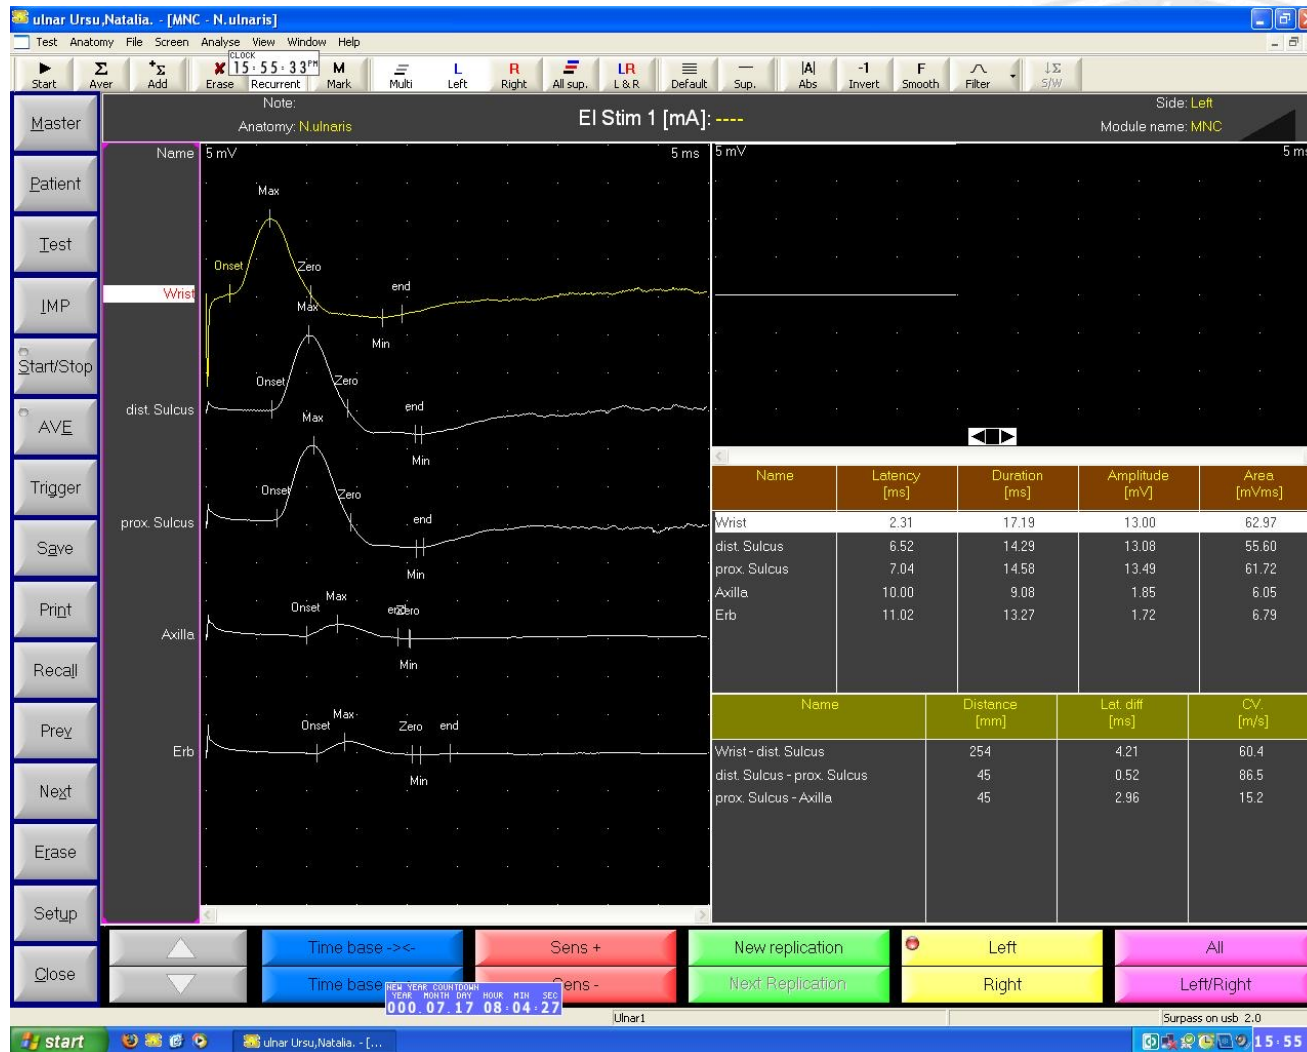 ulnar Ursu,Natalia. - [MNC - N.ulnaris]
Test Anatomy File Screen Analyse View Window Help
CLOCK
15:55:33 PM
Start Aver Add Erase Recurrent Mark Multi Left Right All sup. L & R Default Sup. Abs Invert Smooth Filter S/W
Note:
Anatomy: N.ulnaris
El Stim 1 [mA]: ----
Side: Left
Module name: MNC
Master
Patient
Test
IMP
Start/Stop
AVE
Trigger
Save
Print
Recall
Prev
Next
Erase
Setup
Close
Name 5 mV 5 ms
Max
Onset Zero
Wrist end
Min
Max
Onset Zero
dist. Sulcus end
Min
Max
Onset Zero
prox. Sulcus end
Min
Max
Onset end Zero
Axilla
Min
Max
Onset Zero end
Erb
Min
5 mV 5 ms
Name Latency [ms] Duration [ms] Amplitude [mV] Area [mVms]
Wrist 2.31 17.19 13.00 62.97
dist. Sulcus 6.52 14.29 13.08 55.60
prox. Sulcus 7.04 14.58 13.49 61.72
Axilla 10.00 9.08 1.85 6.05
Erb 11.02 13.27 1.72 6.79
Name Distance [mm] Lat. diff [ms] CV. [m/s]
Wrist - dist. Sulcus 254 4.21 60.4
dist. Sulcus - prox. Sulcus 45 0.52 86.5
prox. Sulcus - Axilla 45 2.96 15.2
Time base -><- Sens + New replication Left All
Time base Sens - Next Replication Right Left/Right
NEW YEAR COUNTDOWN
YEAR MONTH DAY HOUR MIN SEC
000.07.17 08:04:27
Ulnar1
Surpass on usb 2.0
start
ulnar Ursu,Natalia. - [...
15:55